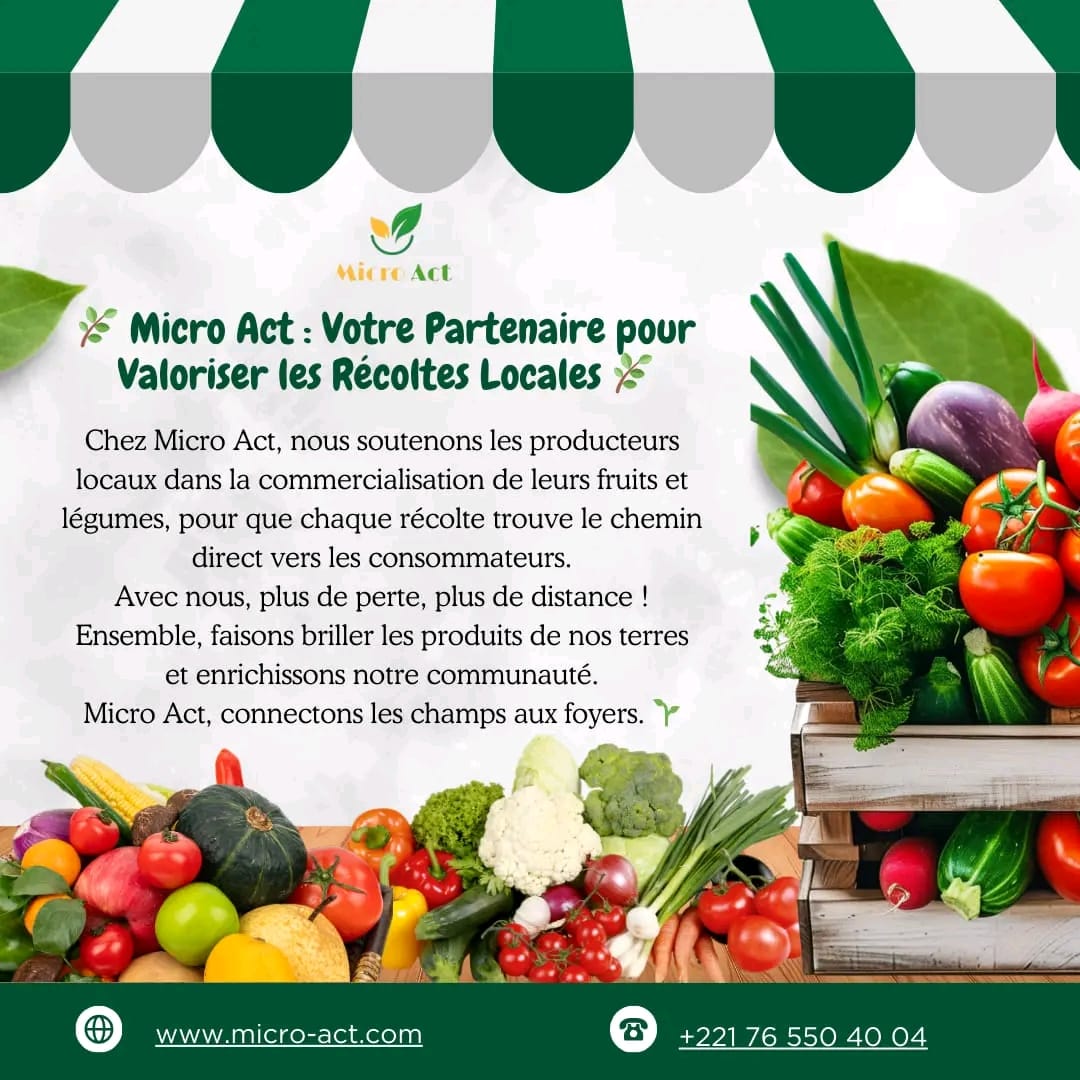 Micro Act
🌿 Micro Act : Votre Partenaire pour
Valoriser les Récoltes Locales 🌿
Chez Micro Act, nous soutenons les producteurs
locaux dans la commercialisation de leurs fruits et
légumes, pour que chaque récolte trouve le chemin
direct vers les consommateurs.
Avec nous, plus de perte, plus de distance !
Ensemble, faisons briller les produits de nos terres
et enrichissons notre communauté.
Micro Act, connectons les champs aux foyers. 🌱
www.micro-act.com
+221 76 550 40 04